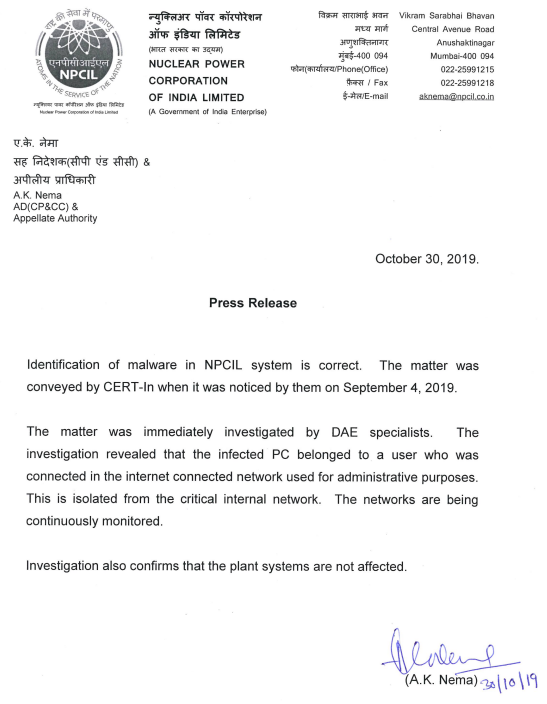 राष्ट्र की सेवा में परमाणु
एनपीसीआईएल
NPCIL
ATOMS IN THE SERVICE OF THE NATION
न्यूक्लियर पॉवर कॉर्पोरेशन ऑफ इंडिया लिमिटेड
Nuclear Power Corporation of India Limited
न्युक्लिअर पॉवर कॉरपोरेशन
ऑफ इंडिया लिमिटेड
(भारत सरकार का उद्यम)
NUCLEAR POWER
CORPORATION
OF INDIA LIMITED
(A Government of India Enterprise)
विक्रम साराभाई भवन Vikram Sarabhai Bhavan
मध्य मार्ग Central Avenue Road
अणुशक्तिनगर Anushaktinagar
मुंबई-400 094 Mumbai-400 094
फोन(कार्यालय/Phone(Office) 022-25991215
फैक्स / Fax 022-25991218
ई-मेल/E-mail aknema@npcil.co.in
ए.के. नेमा
सह निदेशक(सीपी एंड सीसी) &
अपीलीय प्राधिकारी
A.K. Nema
AD(CP&CC) &
Appellate Authority
October 30, 2019.
Press Release
Identification of malware in NPCIL system is correct. The matter was
conveyed by CERT-In when it was noticed by them on September 4, 2019.
The matter was immediately investigated by DAE specialists. The
investigation revealed that the infected PC belonged to a user who was
connected in the internet connected network used for administrative purposes.
This is isolated from the critical internal network. The networks are being
continuously monitored.
Investigation also confirms that the plant systems are not affected.
(A.K. Nema) 30/10/19